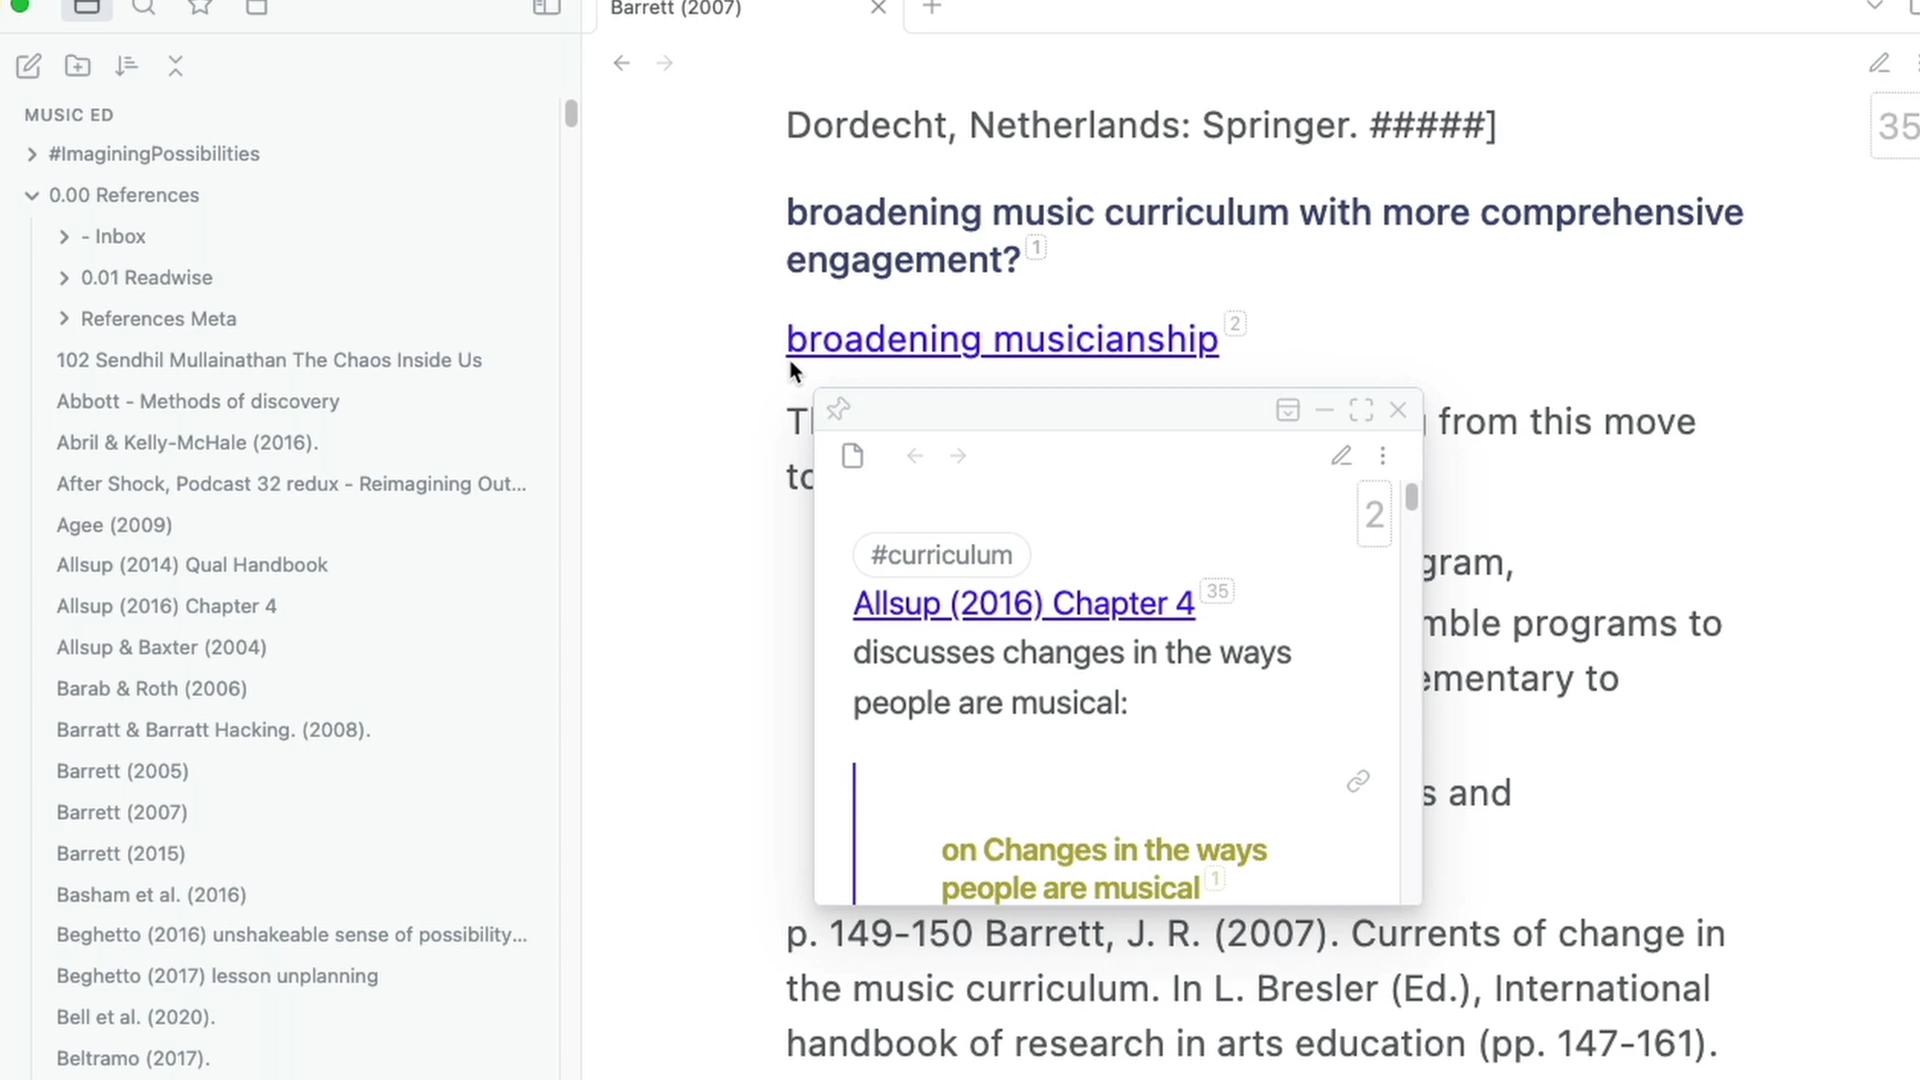 Barrett (2007)
MUSIC ED
#ImaginingPossibilities
0.00 References
- Inbox
0.01 Readwise
References Meta
102 Sendhil Mullainathan The Chaos Inside Us
Abbott - Methods of discovery
Abril & Kelly-McHale (2016).
After Shock, Podcast 32 redux - Reimagining Out...
Agee (2009)
Allsup (2014) Qual Handbook
Allsup (2016) Chapter 4
Allsup & Baxter (2004)
Barab & Roth (2006)
Barratt & Barratt Hacking. (2008).
Barrett (2005)
Barrett (2007)
Barrett (2015)
Basham et al. (2016)
Beghetto (2016) unshakeable sense of possibility...
Beghetto (2017) lesson unplanning
Bell et al. (2020).
Beltramo (2017).
Dordecht, Netherlands: Springer. #####]
35
broadening music curriculum with more comprehensive
engagement? 1
broadening musicianship 2
from this move
to
#curriculum
2
Allsup (2016) Chapter 4 35
discusses changes in the ways
people are musical:
on Changes in the ways
people are musical 1
programs to
s and
p. 149-150 Barrett, J. R. (2007). Currents of change in
the music curriculum. In L. Bresler (Ed.), International
handbook of research in arts education (pp. 147-161).